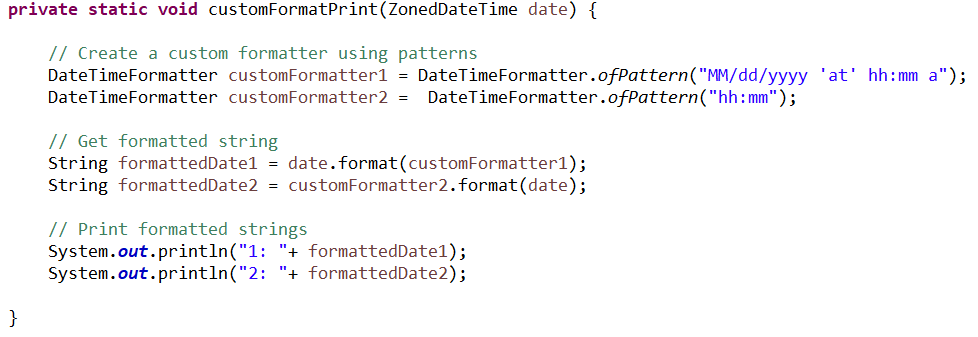 private static void customFormatPrint(ZonedDateTime date) {
// Create a custom formatter using patterns
DateTimeFormatter customFormatter1 = DateTimeFormatter.ofPattern("MM/dd/yyyy 'at' hh:mm a");
DateTimeFormatter customFormatter2 =  DateTimeFormatter.ofPattern("hh:mm");
// Get formatted string
String formattedDate1 = date.format(customFormatter1);
String formattedDate2 = customFormatter2.format(date);
// Print formatted strings
System.out.println("1: "+ formattedDate1);
System.out.println("2: "+ formattedDate2);
}